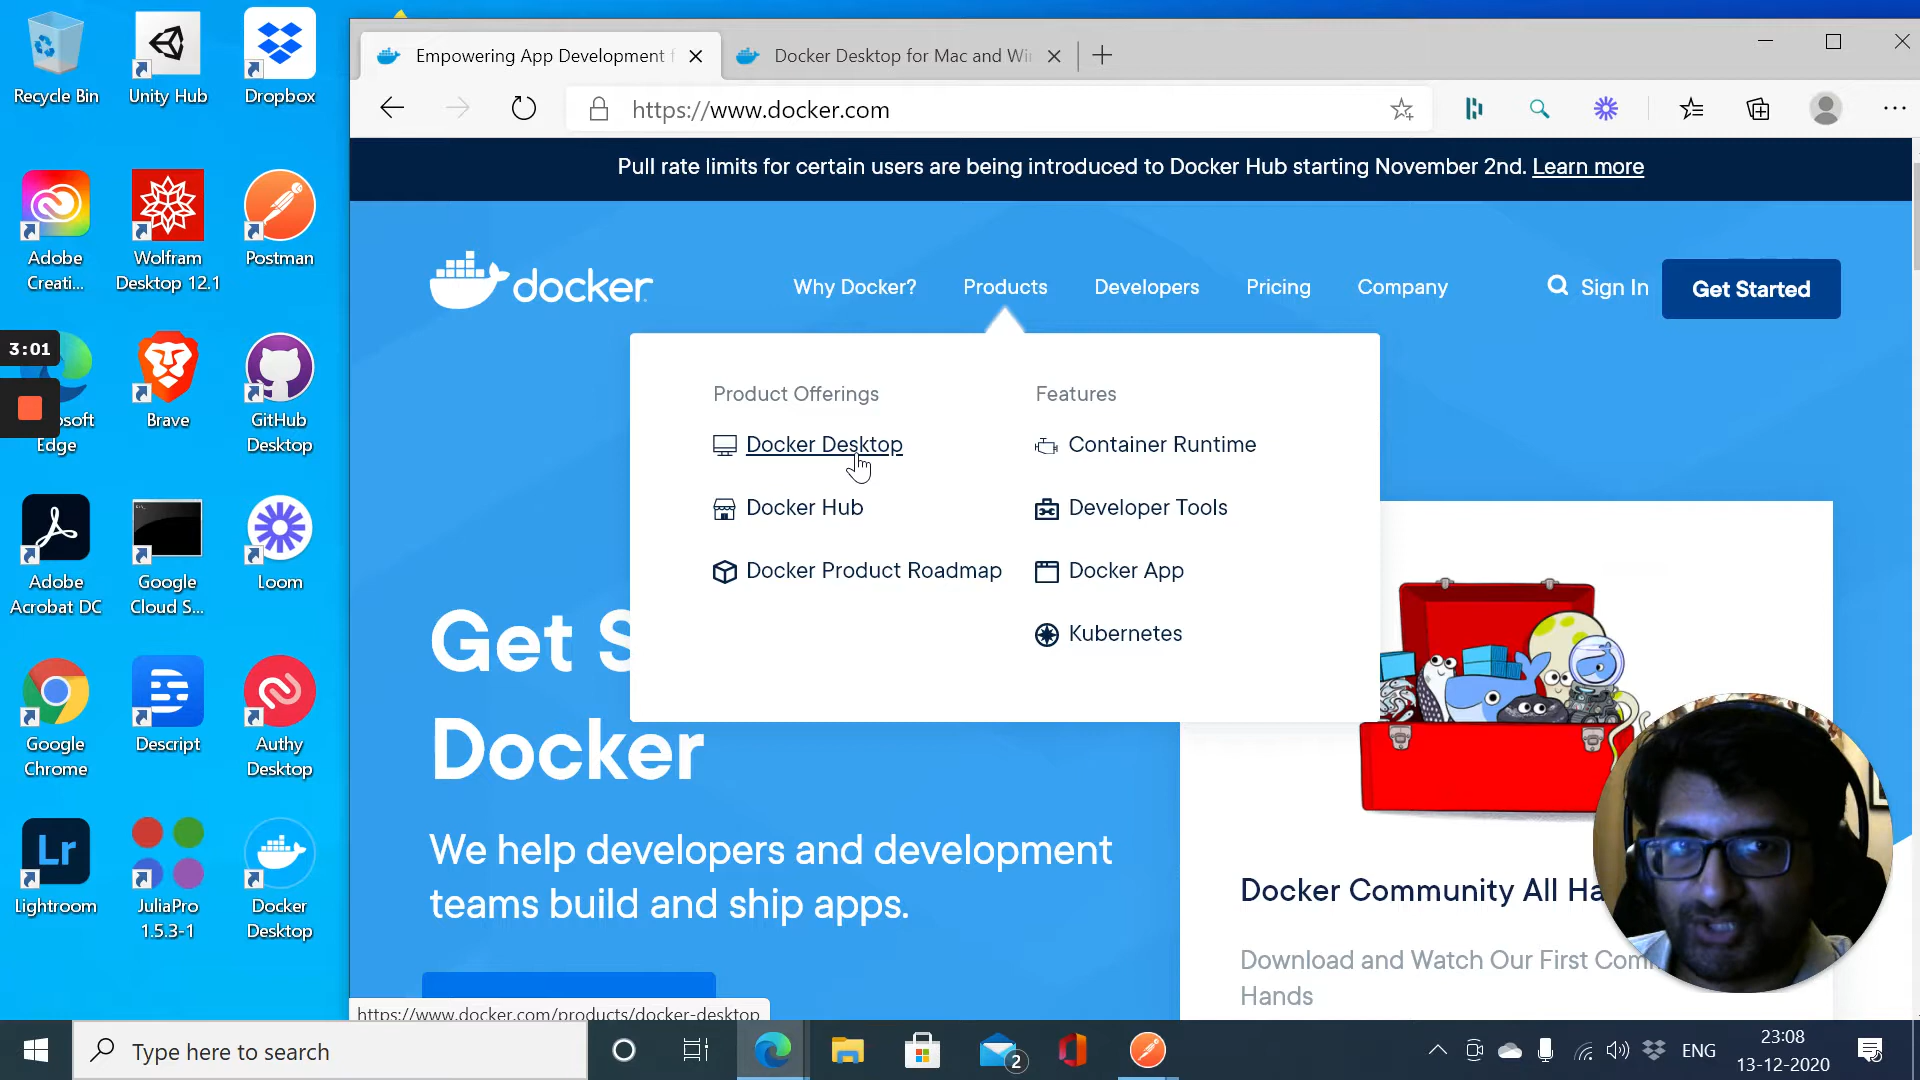 Recycle Bin
Unity Hub
Dropbox
Adobe
Creati...
Wolfram
Desktop 12.1
Postman
3:01
soft
Edge
Brave
GitHub
Desktop
Adobe
Acrobat DC
Google
Cloud S...
Loom
Google
Chrome
Descript
Authy
Desktop
Lr
Lightroom
JuliaPro
1.5.3-1
Docker
Desktop
Empowering App Development f
Docker Desktop for Mac and Wi
https://www.docker.com
Pull rate limits for certain users are being introduced to Docker Hub starting November 2nd. Learn more
docker
Why Docker?
Products
Developers
Pricing
Company
Sign In
Get Started
Product Offerings
Features
Docker Desktop
Container Runtime
Docker Hub
Developer Tools
Docker Product Roadmap
Docker App
Kubernetes
Get S
Docker
We help developers and development
teams build and ship apps.
Docker Community All Ha
Download and Watch Our First Com
Hands
https://www.docker.com/products/docker-desktop
Type here to search
2
ENG
23:08
13-12-2020